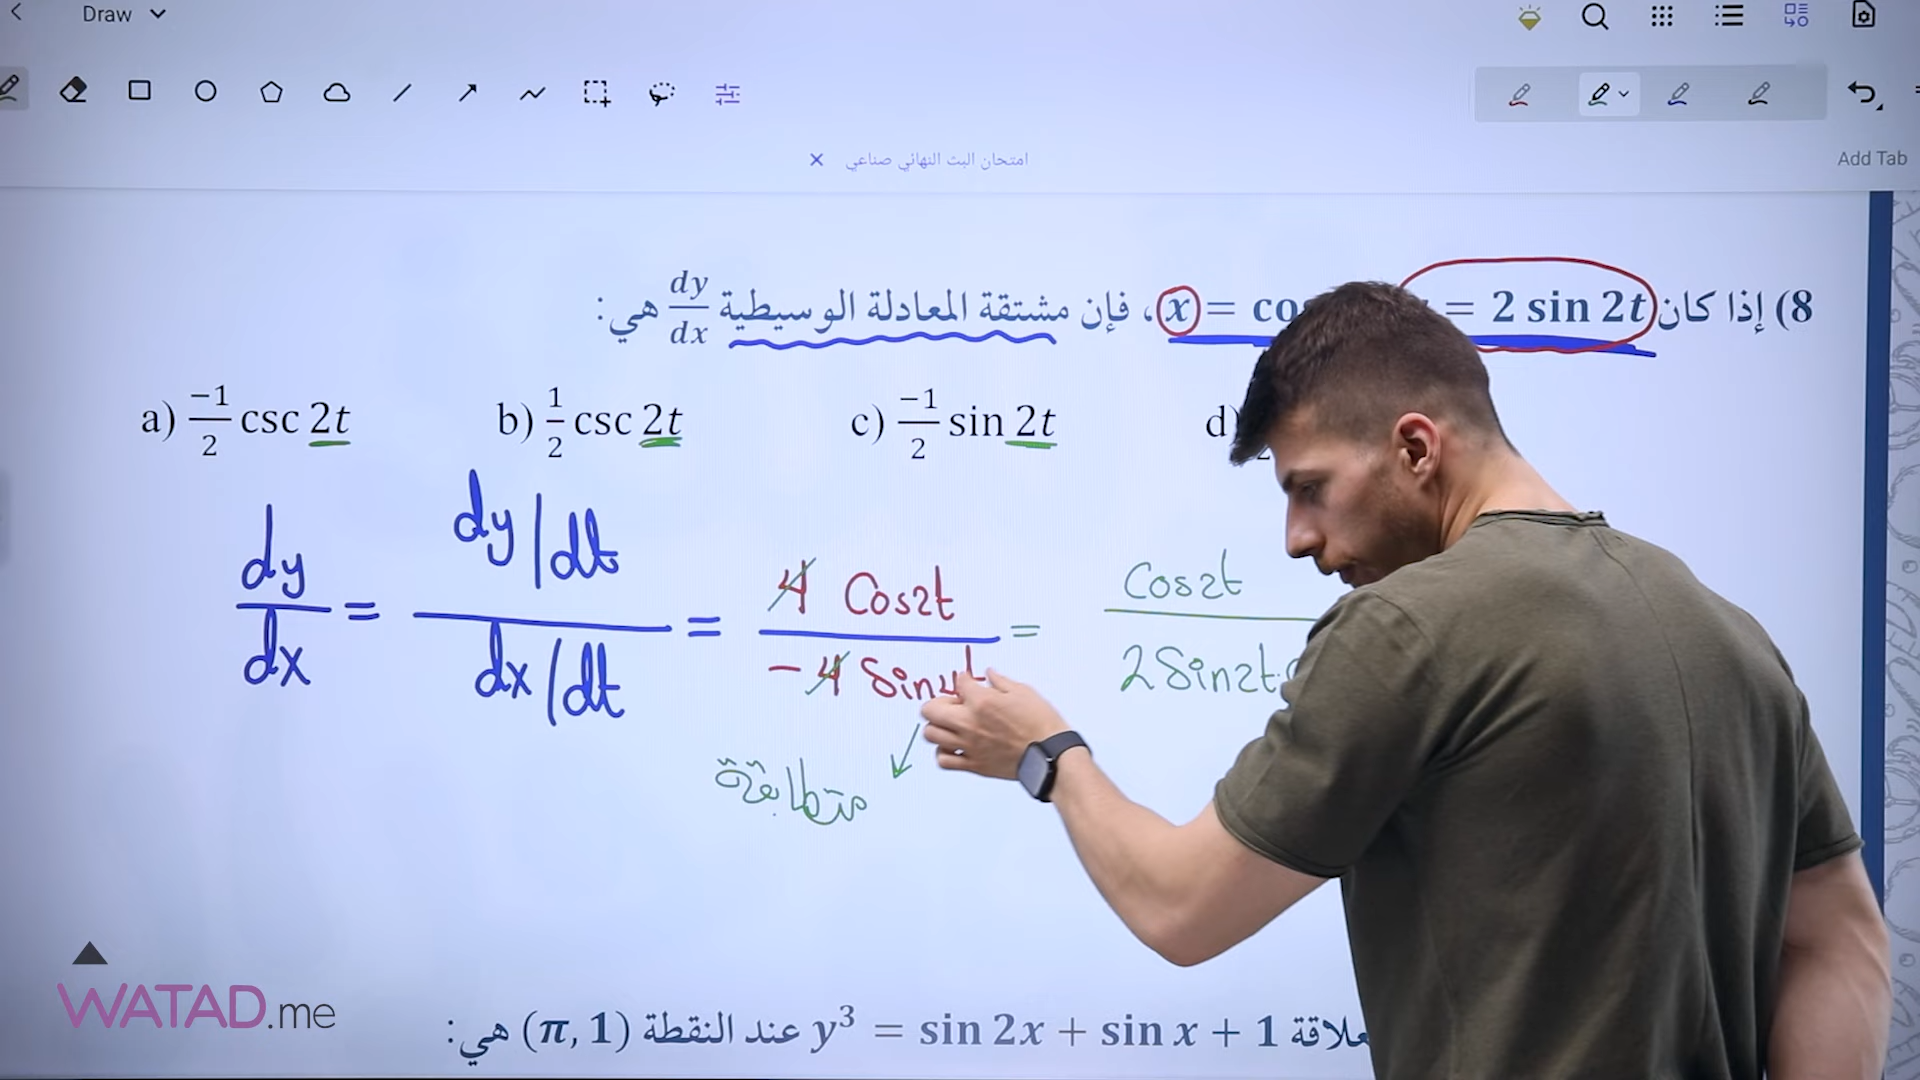 Draw
امتحان البث النهائي صناعي
Add Tab
8) إذا كان = 2 sin 2t x = co ، فإن مشتقة المعادلة الوسيطية dy/dx هي:
a) -1/2 csc 2t b) 1/2 csc 2t c) -1/2 sin 2t d)
dy/dx = dy/dt / dx/dt = 4 Cos2t / -4 Sin4t = Cos2t / 2Sin2t.
متطابقة
y³ = sin 2x + sin x + 1 عند النقطة (π, 1) هي:
WATAD.me